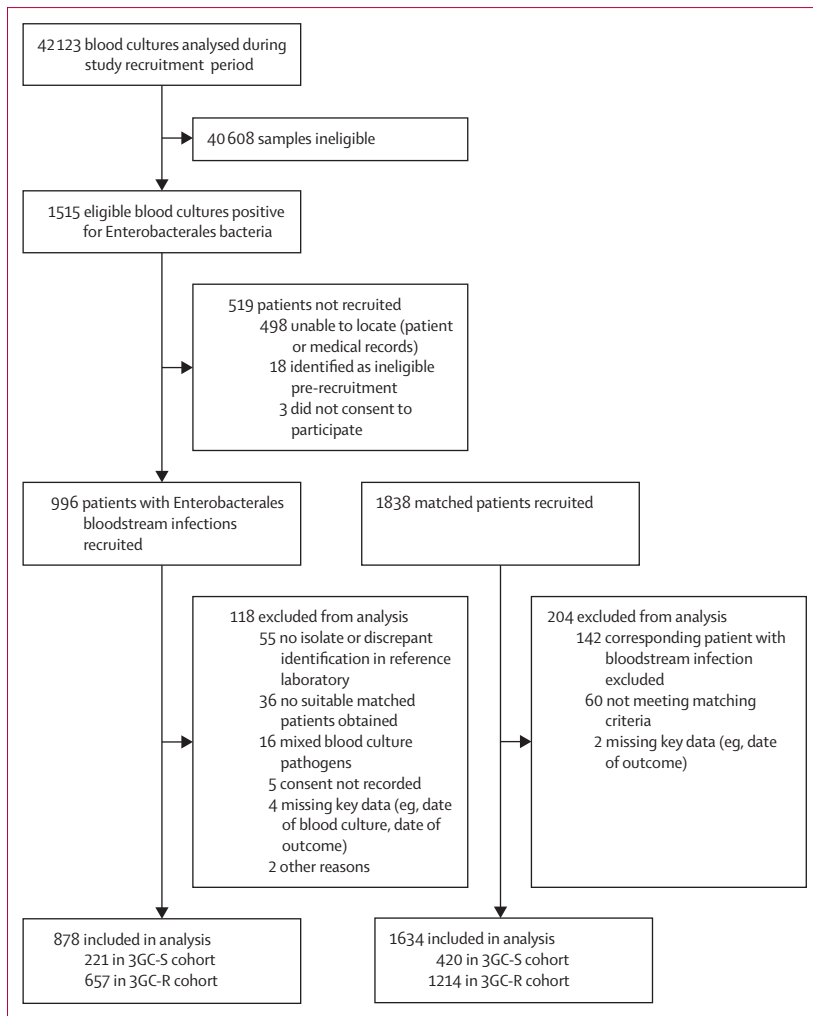 42 123 blood cultures analysed during
study recruitment period
40 608 samples ineligible
1515 eligible blood cultures positive
for Enterobacterales bacteria
519 patients not recruited
498 unable to locate (patient
or medical records)
18 identified as ineligible
pre-recruitment
3 did not consent to
participate
996 patients with Enterobacterales
bloodstream infections
recruited
1838 matched patients recruited
118 excluded from analysis
55 no isolate or discrepant
identification in reference
laboratory
36 no suitable matched
patients obtained
16 mixed blood culture
pathogens
5 consent not recorded
4 missing key data (eg, date
of blood culture, date of
outcome)
2 other reasons
204 excluded from analysis
142 corresponding patient with
bloodstream infection
excluded
60 not meeting matching
criteria
2 missing key data (eg, date
of outcome)
878 included in analysis
221 in 3GC-S cohort
657 in 3GC-R cohort
1634 included in analysis
420 in 3GC-S cohort
1214 in 3GC-R cohort